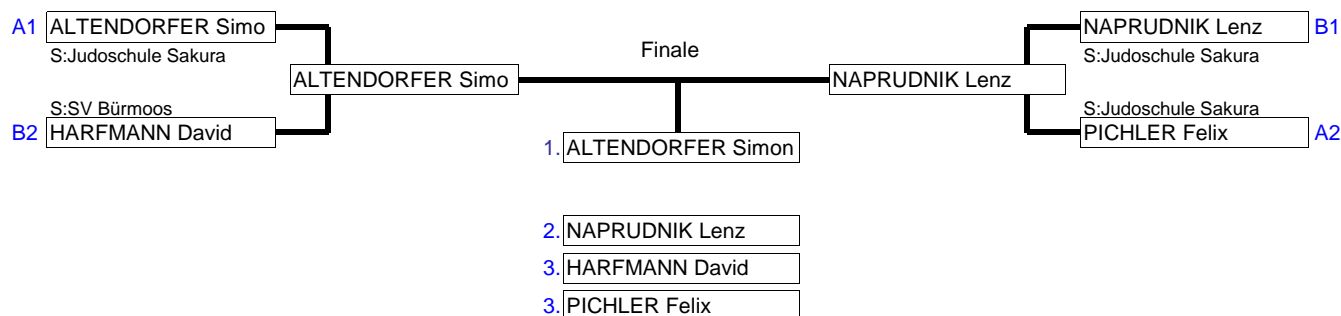 A1 ALTENDORFER Simo
S:Judoschule Sakura
NAPRUDNIK Lenz B1
S:Judoschule Sakura
Finale
ALTENDORFER Simo
NAPRUDNIK Lenz
S:SV Bürmoos
B2 HARFMANN David
S:Judoschule Sakura
PICHLER Felix A2
1. ALTENDORFER Simon
2. NAPRUDNIK Lenz
3. HARFMANN David
3. PICHLER Felix